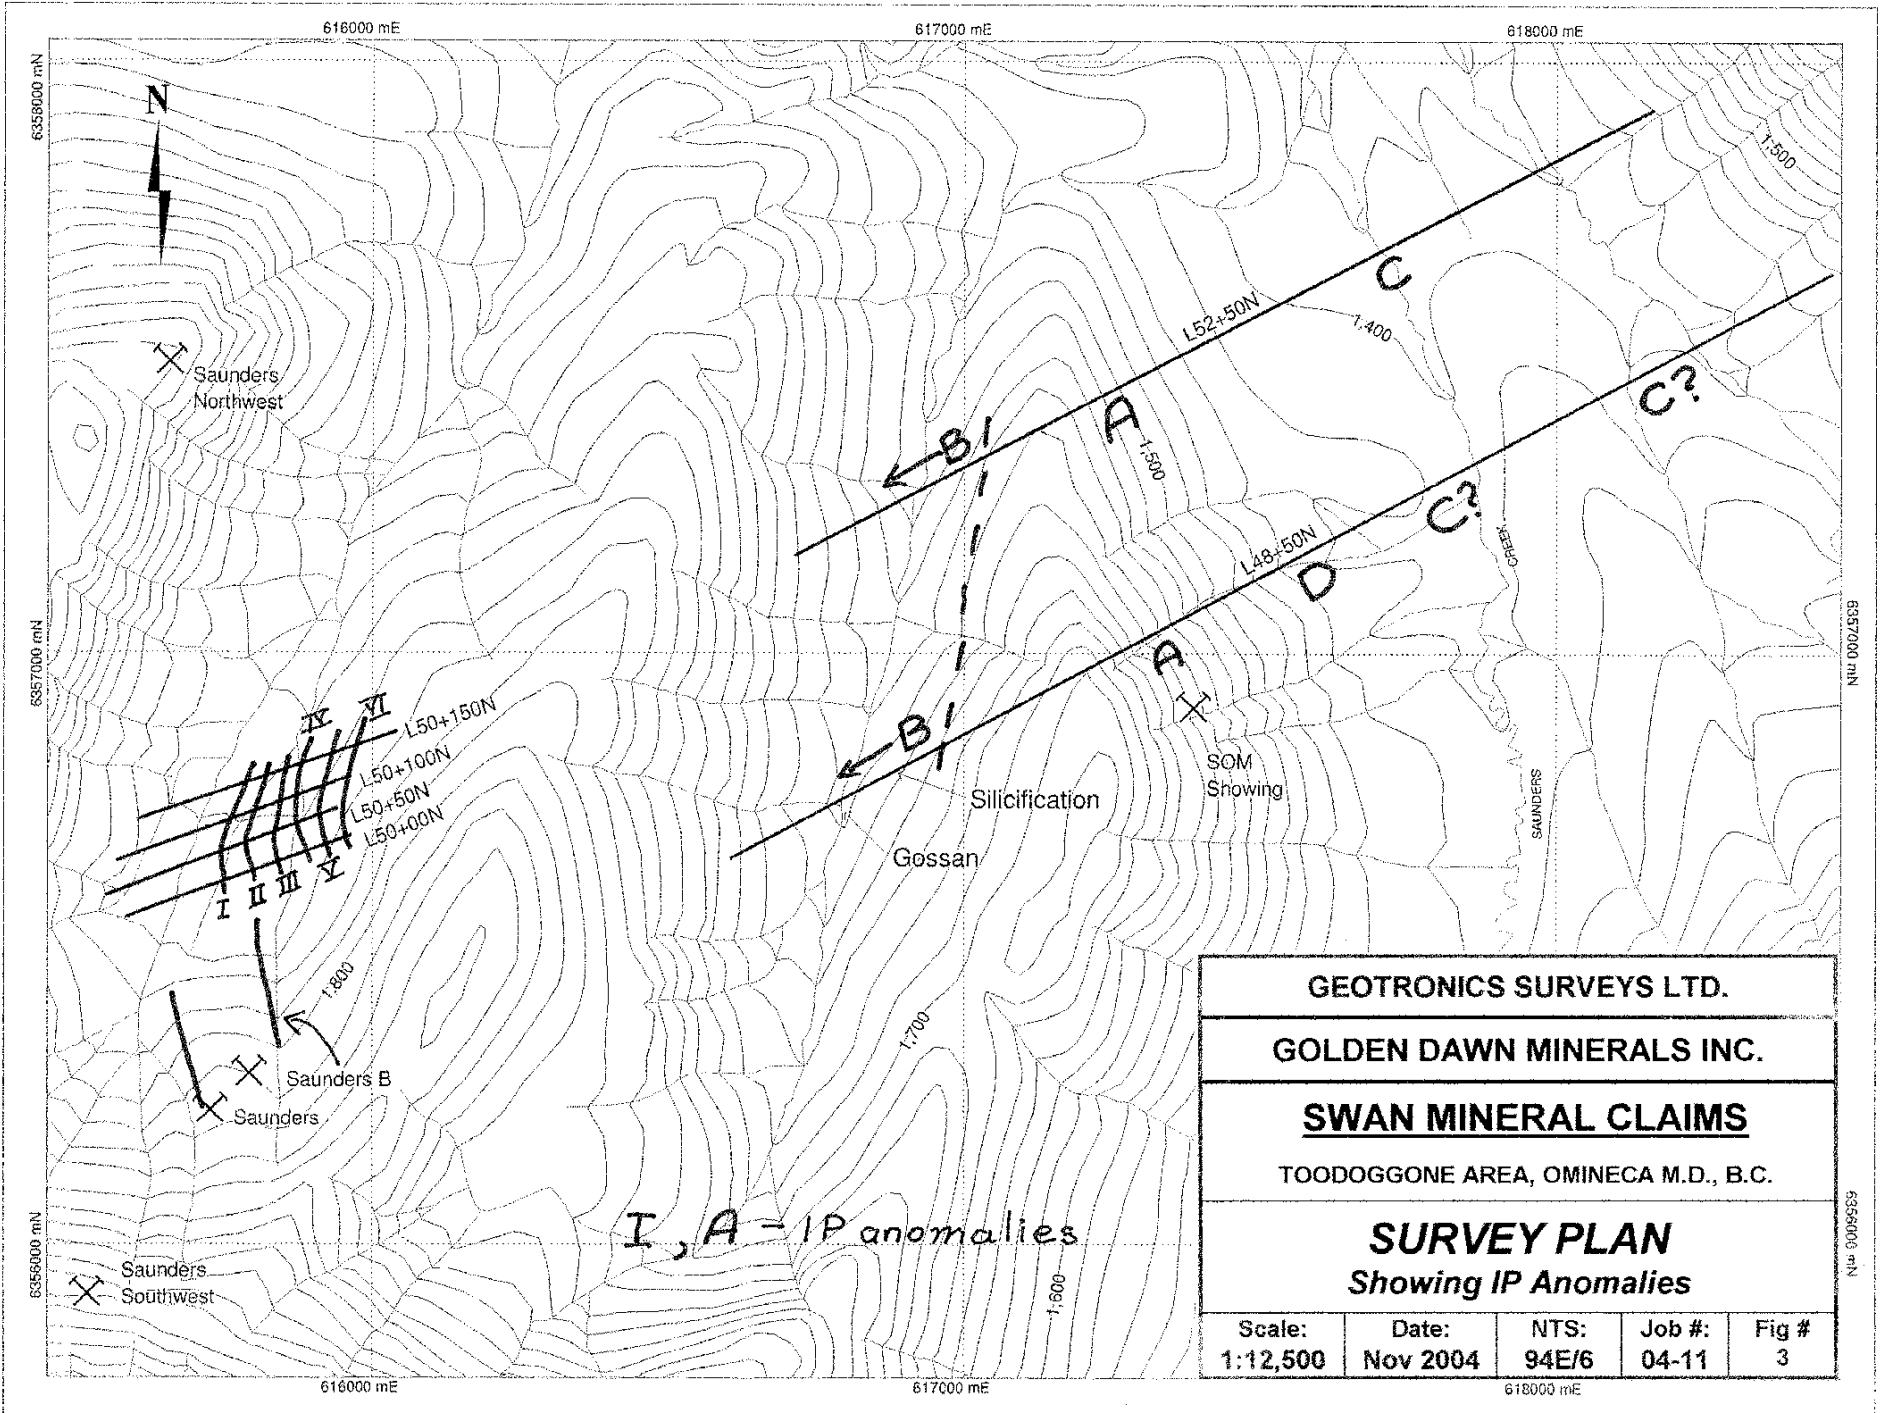 616000 mE
617000 mE
618000 mE
6358000 mN
N
1,500
C
L52+50N
1,400
Saunders
Northwest
C?
A
B
1,500
C?
CREEK
L48+50N
D
6357000 mN
6357000 mN
A
IV
VI
L50+150N
B
L50+100N
SOM
Showing
L50+50N
Silicification
SAUNDERS
L50+00N
Gossan
I
II
III
V
1,800
1,700
Saunders B
Saunders
I, A - IP anomalies
Saunders
Southwest
1,600
6356000 mN
6356000 mN
GEOTRONICS SURVEYS LTD.
GOLDEN DAWN MINERALS INC.
SWAN MINERAL CLAIMS
TOODOGGONE AREA, OMINECA M.D., B.C.
SURVEY PLAN
Showing IP Anomalies
Scale: Date: NTS: Job #: Fig #
1:12,500 Nov 2004 94E/6 04-11 3
616000 mE
617000 mE
618000 mE